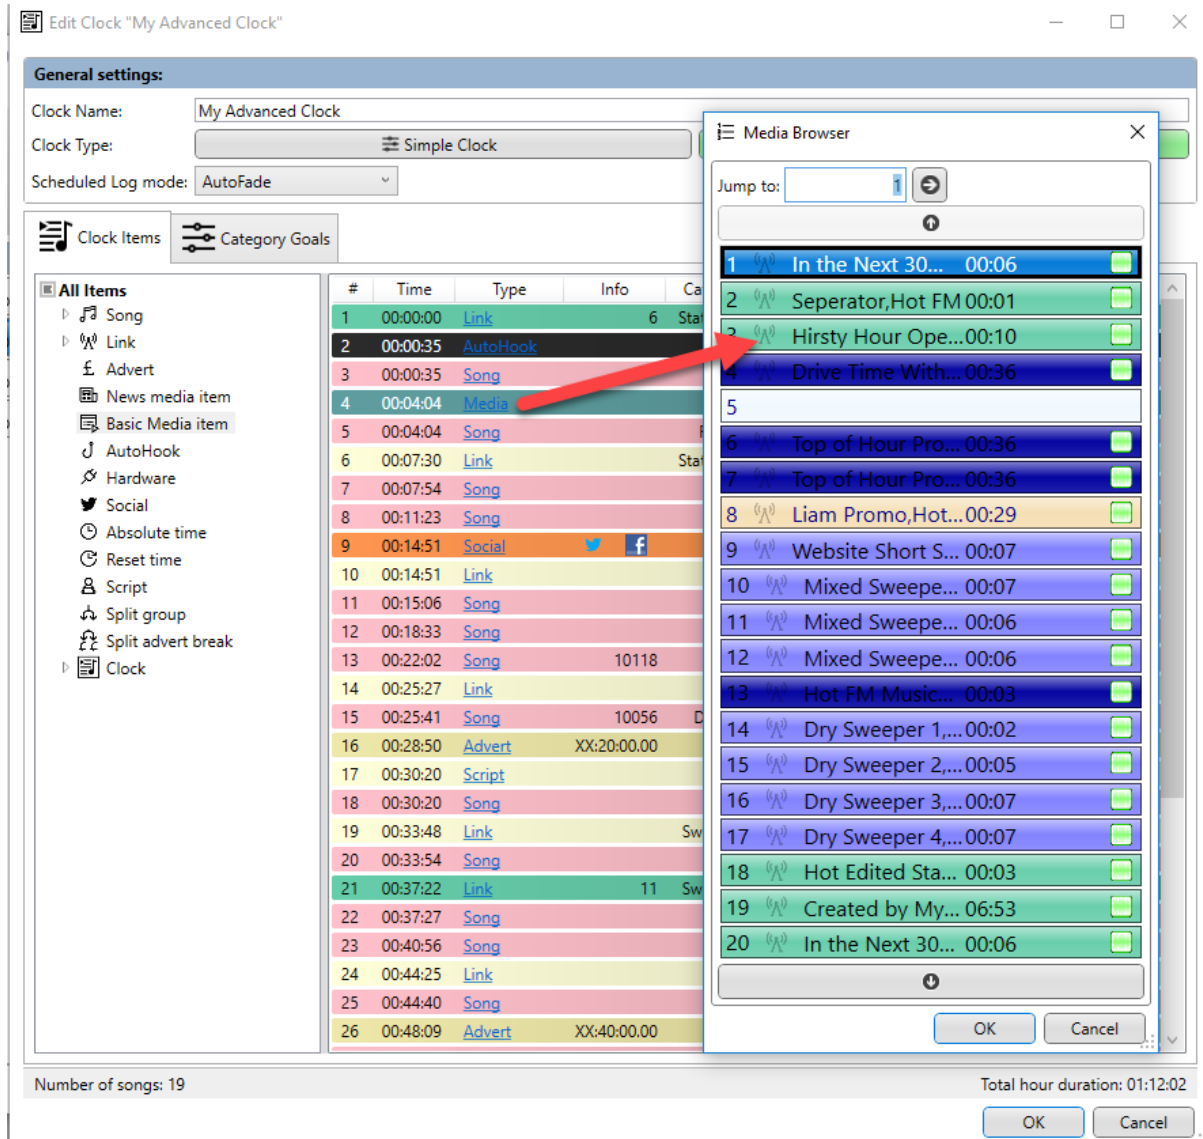 Edit Clock "My Advanced Clock"
General settings:
Clock Name: My Advanced Clock
Clock Type: Simple Clock
Scheduled Log mode: AutoFade
Clock Items Category Goals
All Items
Song
Link
£ Advert
News media item
Basic Media item
AutoHook
Hardware
Social
Absolute time
Reset time
Script
Split group
Split advert break
Clock
# Time Type Info Ca
1 00:00:00 Link 6 Stat
2 00:00:35 AutoHook
3 00:00:35 Song
4 00:04:04 Media
5 00:04:04 Song
6 00:07:30 Link Stat
7 00:07:54 Song
8 00:11:23 Song
9 00:14:51 Social f
10 00:14:51 Link
11 00:15:06 Song
12 00:18:33 Song
13 00:22:02 Song 10118
14 00:25:27 Link
15 00:25:41 Song 10056 D
16 00:28:50 Advert XX:20:00.00
17 00:30:20 Script
18 00:30:20 Song
19 00:33:48 Link Sw
20 00:33:54 Song
21 00:37:22 Link 11 Sw
22 00:37:27 Song
23 00:40:56 Song
24 00:44:25 Link
25 00:44:40 Song
26 00:48:09 Advert XX:40:00.00
Media Browser
Jump to: 1
1 In the Next 30... 00:06
2 Seperator,Hot FM 00:01
3 Hirsty Hour Ope...00:10
4 Drive Time With...00:36
5
6 Top of Hour Pro...00:36
7 Top of Hour Pro...00:36
8 Liam Promo,Hot...00:29
9 Website Short S... 00:07
10 Mixed Sweepe... 00:07
11 Mixed Sweepe... 00:06
12 Mixed Sweepe... 00:06
13 Hot FM Music... 00:03
14 Dry Sweeper 1,...00:02
15 Dry Sweeper 2,...00:05
16 Dry Sweeper 3,...00:07
17 Dry Sweeper 4,...00:07
18 Hot Edited Sta... 00:03
19 Created by My... 06:53
20 In the Next 30... 00:06
OK Cancel
Number of songs: 19 Total hour duration: 01:12:02
OK Cancel